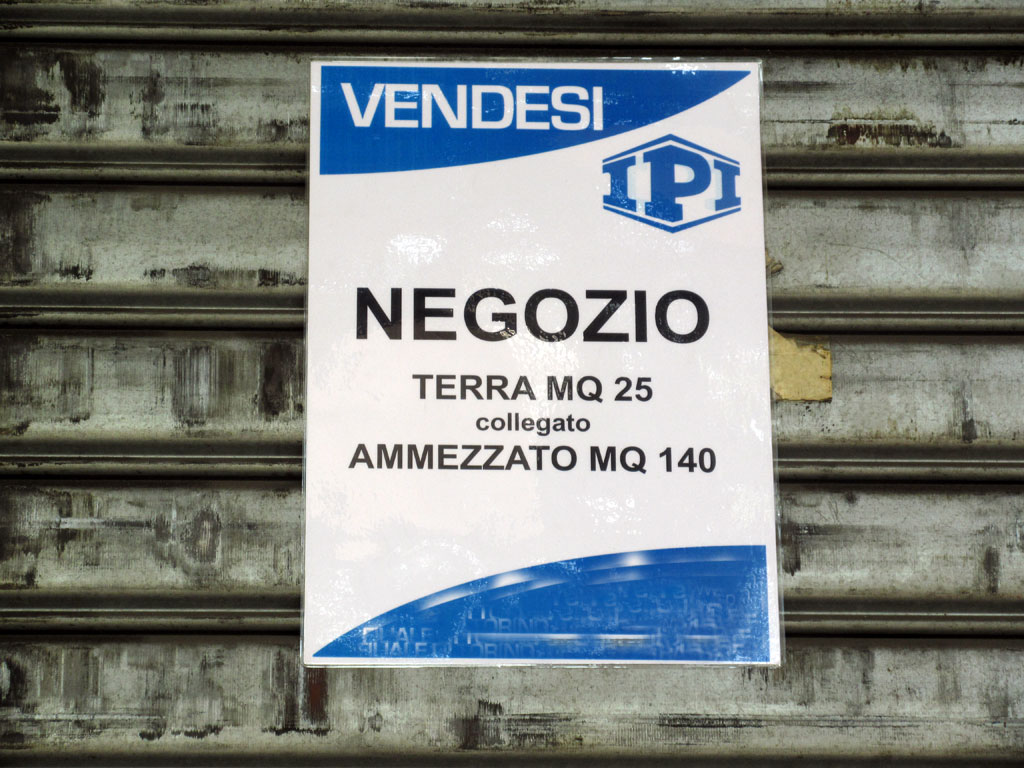 VENDESI
IPI
NEGOZIO
TERRA MQ 25
collegato
AMMEZZATO MQ 140